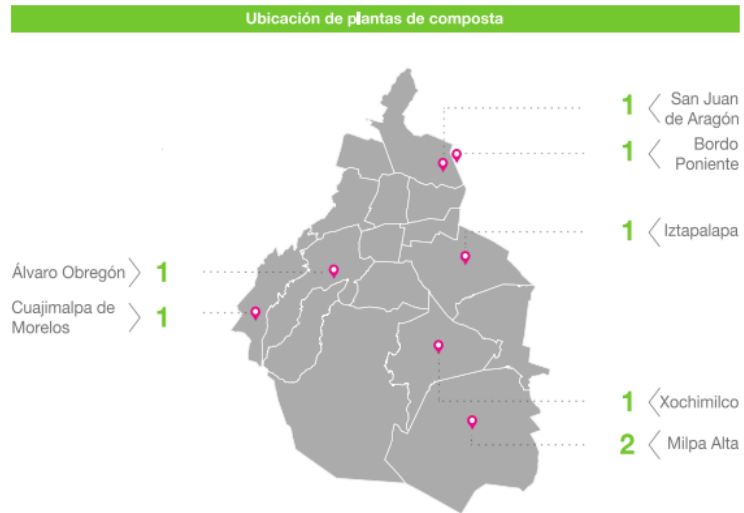 Ubicación de plantas de composta
1 San Juan
de Aragón
1 Bordo
Poniente
1 Iztapalapa
Álvaro Obregón 1
Cuajimalpa de
Morelos 1
1 Xochimilco
2 Milpa Alta